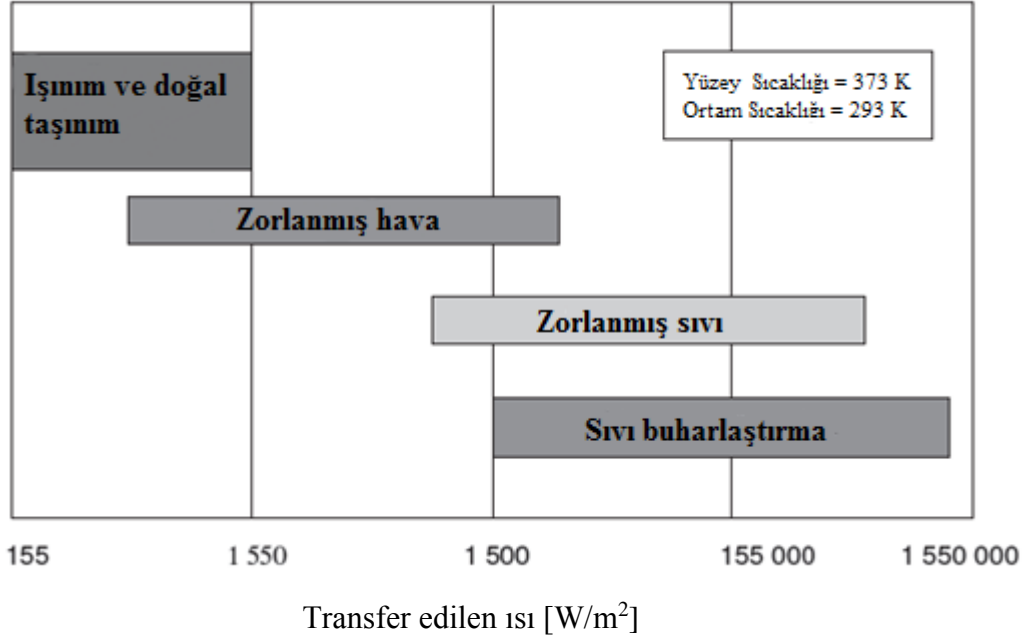 Işınım ve doğal
taşınım
Yüzey Sıcaklığı = 373 K
Ortam Sıcaklığı = 293 K
Zorlanmış hava
Zorlanmış sıvı
Sıvı buharlaştırma
155 1 550 1 500 155 000 1 550 000
Transfer edilen ısı [W/m²]